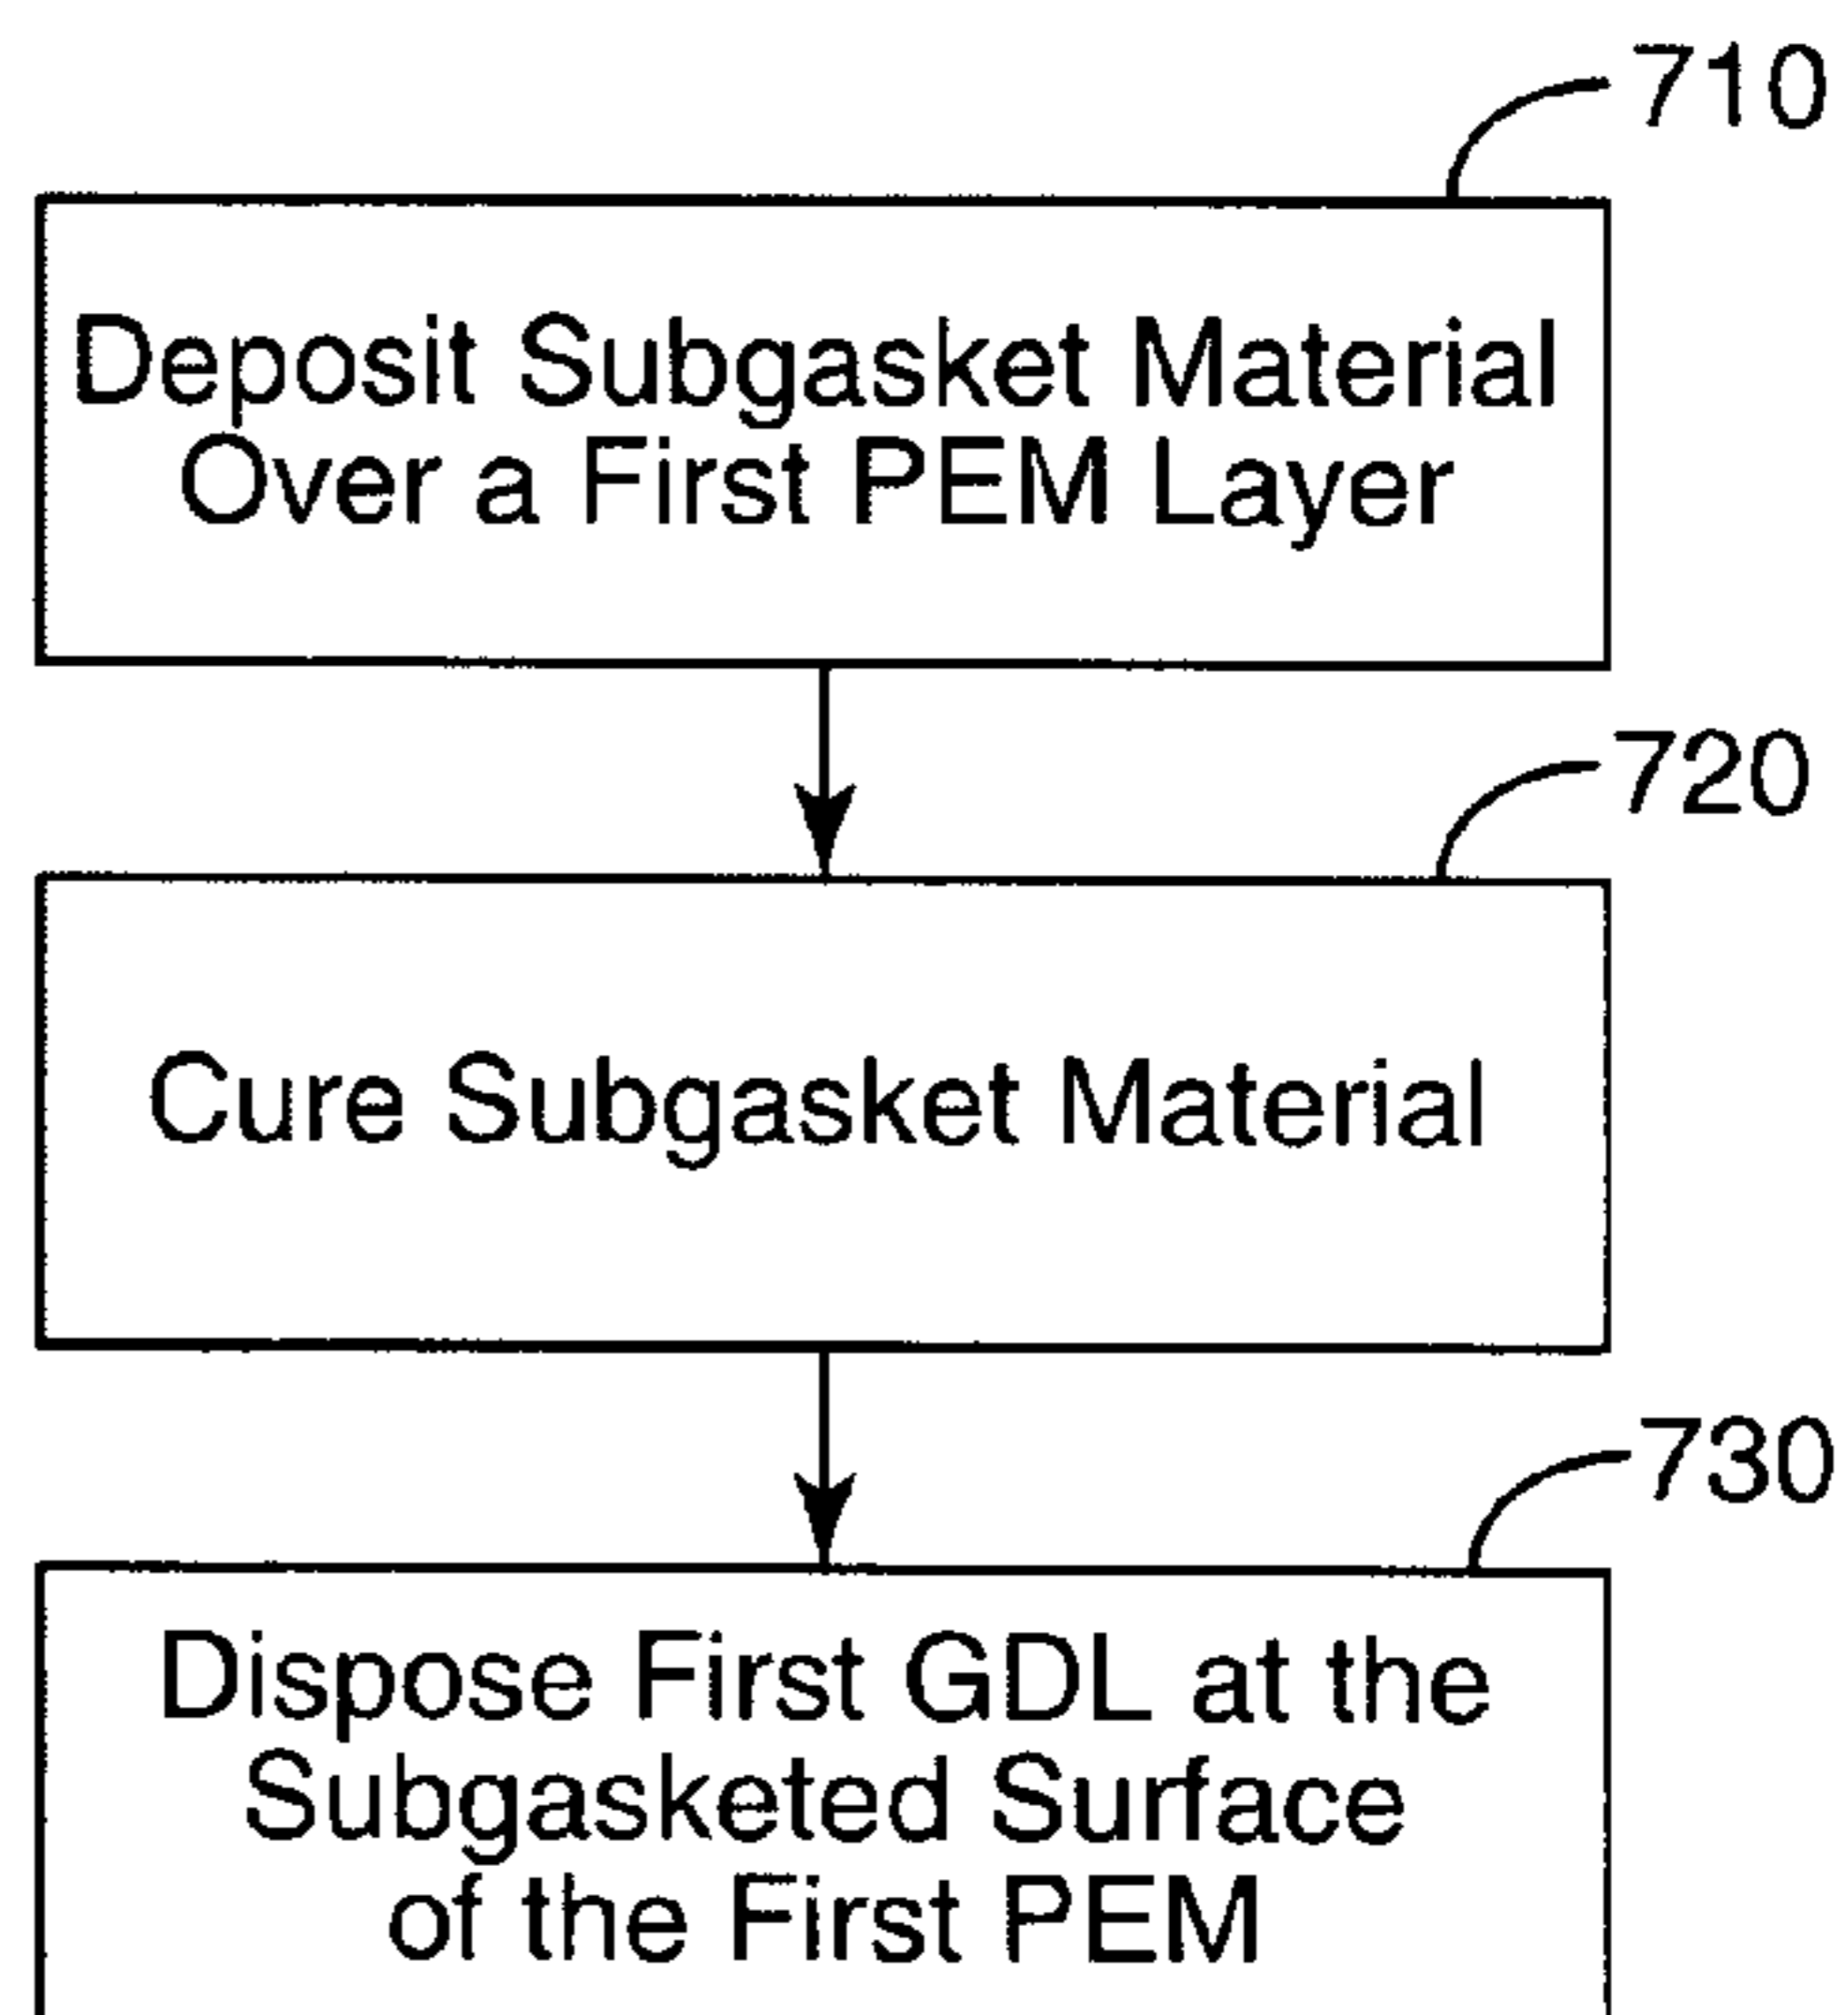 710
Deposit Subgasket Material
Over a First PEM Layer
720
Cure Subgasket Material
730
Dispose First GDL at the
Subgasketed Surface
of the First PEM